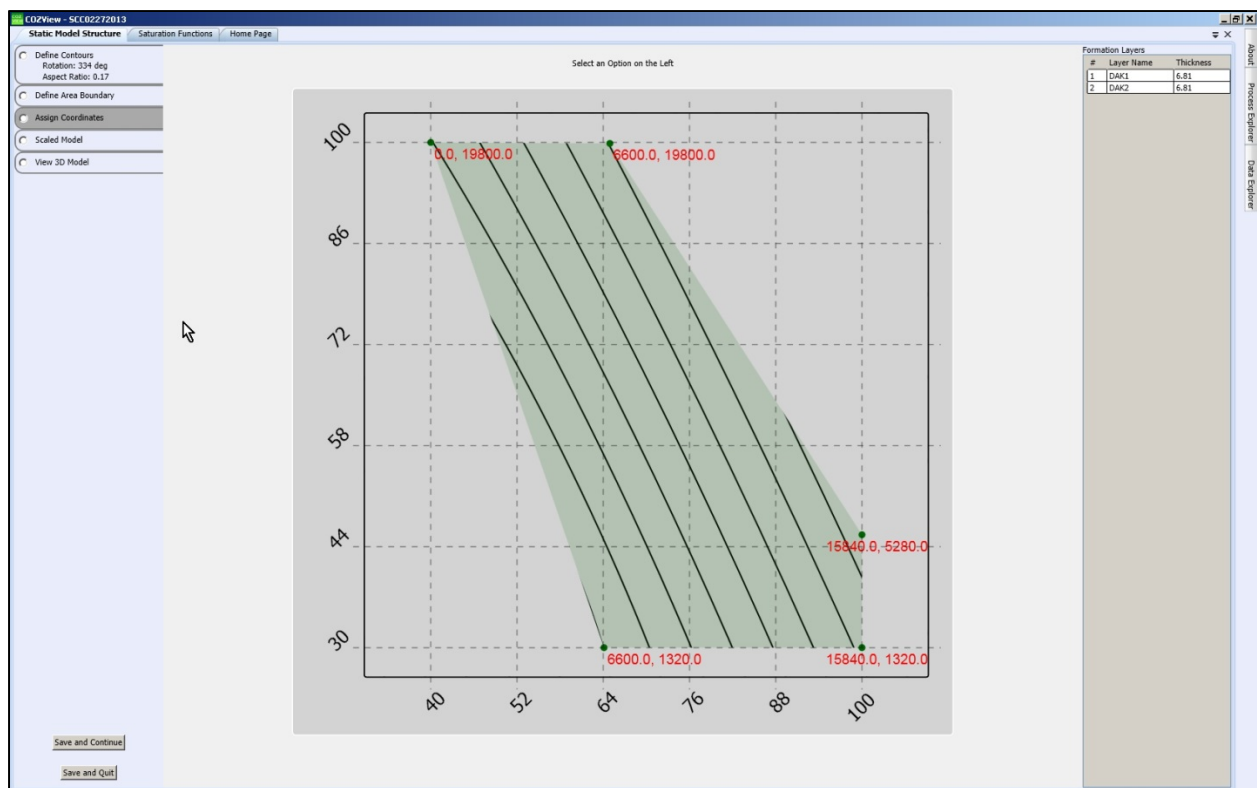 CO2View - SCC02272013
Static Model Structure Saturation Functions Home Page
Define Contours
Rotation: 334 deg
Aspect Ratio: 0.17
Define Area Boundary
Assign Coordinates
Scaled Model
View 3D Model
Save and Continue
Save and Quit
Select an Option on the Left
100
86
72
58
44
30
40 52 64 76 88 100
0.0, 19800.0
6600.0, 19800.0
15840.0, 5280.0
6600.0, 1320.0
15840.0, 1320.0
Formation Layers
# Layer Name Thickness
1 DAK1 6.81
2 DAK2 6.81
About
Process Explorer
Data Explorer